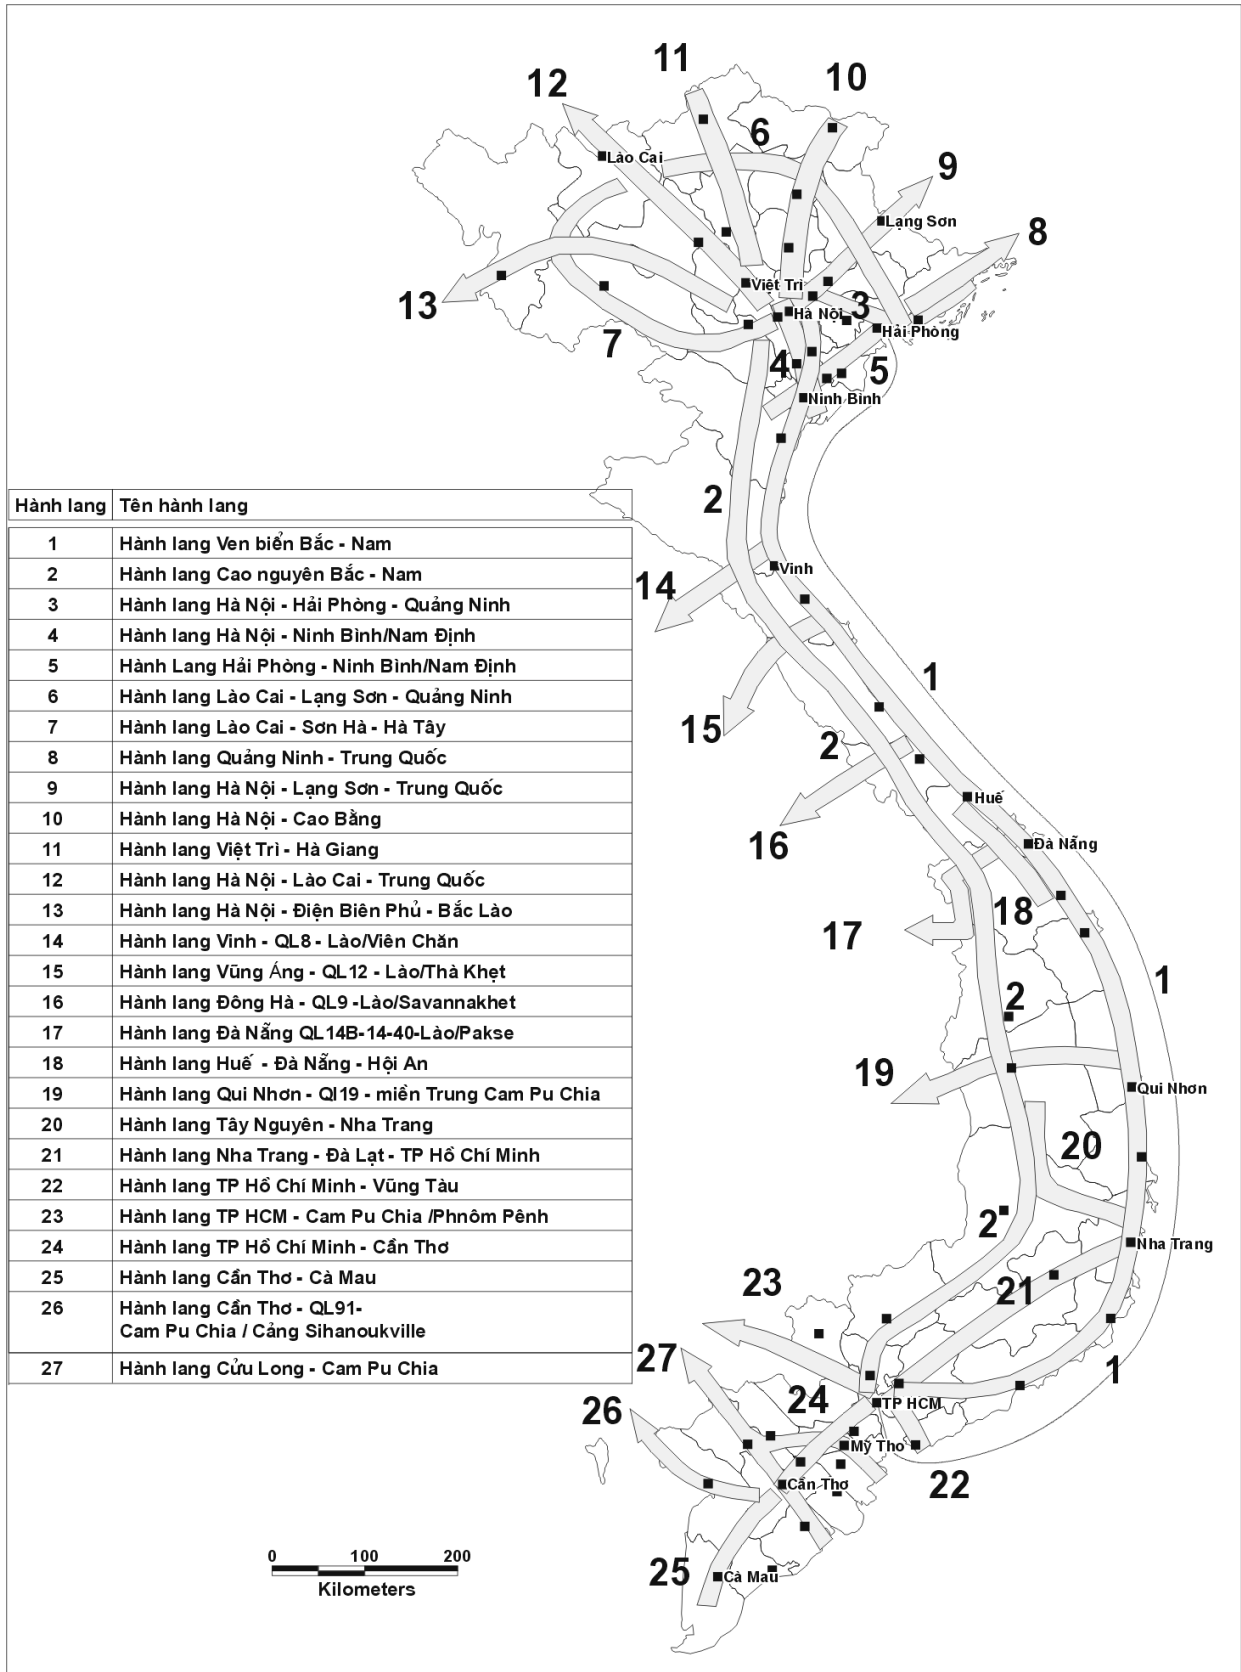 11
10
12
6
Lào Cai
9
Lạng Sơn
8
Việt Trì
13
3
Hà Nội
Hải Phòng
7
4
5
Ninh Bình
2
Hành lang Tên hành lang
1 Hành lang Ven biển Bắc - Nam
2 Hành lang Cao nguyên Bắc - Nam
3 Hành lang Hà Nội - Hải Phòng - Quảng Ninh
4 Hành lang Hà Nội - Ninh Bình/Nam Định
5 Hành Lang Hải Phòng - Ninh Bình/Nam Định
6 Hành lang Lào Cai - Lạng Sơn - Quảng Ninh
7 Hành lang Lào Cai - Sơn Hà - Hà Tây
8 Hành lang Quảng Ninh - Trung Quốc
9 Hành lang Hà Nội - Lạng Sơn - Trung Quốc
10 Hành lang Hà Nội - Cao Bằng
11 Hành lang Việt Trì - Hà Giang
12 Hành lang Hà Nội - Lào Cai - Trung Quốc
13 Hành lang Hà Nội - Điện Biên Phủ - Bắc Lào
14 Hành lang Vinh - QL8 - Lào/Viên Chăn
15 Hành lang Vũng Áng - QL12 - Lào/Thà Khẹt
16 Hành lang Đông Hà - QL9 -Lào/Savannakhet
17 Hành lang Đà Nẵng QL14B-14-40-Lào/Pakse
18 Hành lang Huế - Đà Nẵng - Hội An
19 Hành lang Qui Nhơn - Ql19 - miền Trung Cam Pu Chia
20 Hành lang Tây Nguyên - Nha Trang
21 Hành lang Nha Trang - Đà Lạt - TP Hồ Chí Minh
22 Hành lang TP Hồ Chí Minh - Vũng Tàu
23 Hành lang TP HCM - Cam Pu Chia /Phnôm Pênh
24 Hành lang TP Hồ Chí Minh - Cần Thơ
25 Hành lang Cần Thơ - Cà Mau
26 Hành lang Cần Thơ - QL91-
Cam Pu Chia / Cảng Sihanoukville
27 Hành lang Cửu Long - Cam Pu Chia
Vinh
14
1
15
2
Huế
16
Đà Nẵng
18
17
1
2
19
Qui Nhơn
20
2
Nha Trang
23
21
27
1
24
TP HCM
26
Mỹ Tho
Cần Thơ
22
25
Cà Mau
0 100 200
Kilometers